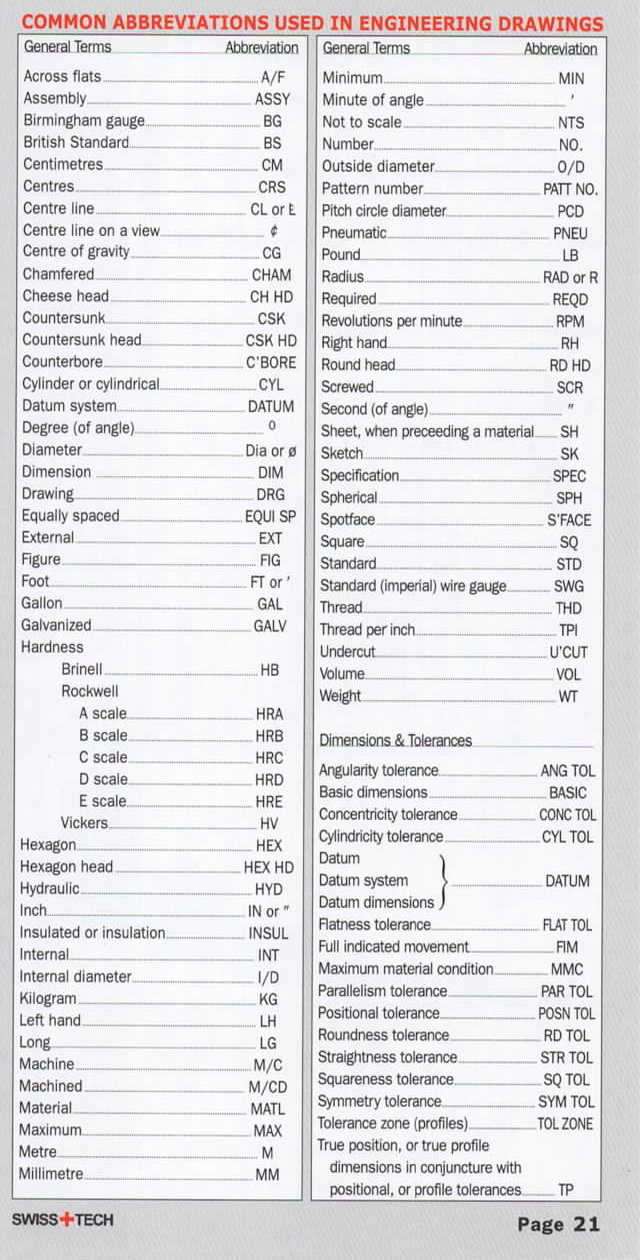 COMMON ABBREVIATIONS USED IN ENGINEERING DRAWINGS
General Terms Abbreviation
Across flats A/F
Assembly ASSY
Birmingham gauge BG
British Standard BS
Centimetres CM
Centres CRS
Centre line CL or Ł
Centre line on a view ¢
Centre of gravity CG
Chamfered CHAM
Cheese head CH HD
Countersunk CSK
Countersunk head CSK HD
Counterbore C'BORE
Cylinder or cylindrical CYL
Datum system DATUM
Degree (of angle) o
Diameter Dia or ø
Dimension DIM
Drawing DRG
Equally spaced EQUI SP
External EXT
Figure FIG
Foot FT or '
Gallon GAL
Galvanized GALV
Hardness
Brinell HB
Rockwell
A scale HRA
B scale HRB
C scale HRC
D scale HRD
E scale HRE
Vickers HV
Hexagon HEX
Hexagon head HEX HD
Hydraulic HYD
Inch IN or "
Insulated or insulation INSUL
Internal INT
Internal diameter I/D
Kilogram KG
Left hand LH
Long LG
Machine M/C
Machined M/CD
Material MATL
Maximum MAX
Metre M
Millimetre MM
General Terms Abbreviation
Minimum MIN
Minute of angle '
Not to scale NTS
Number NO.
Outside diameter O/D
Pattern number PATT NO.
Pitch circle diameter PCD
Pneumatic PNEU
Pound LB
Radius RAD or R
Required REQD
Revolutions per minute RPM
Right hand RH
Round head RD HD
Screwed SCR
Second (of angle) "
Sheet, when preceeding a material SH
Sketch SK
Specification SPEC
Spherical SPH
Spotface S'FACE
Square SQ
Standard STD
Standard (imperial) wire gauge SWG
Thread THD
Thread per inch TPI
Undercut U'CUT
Volume VOL
Weight WT
Dimensions & Tolerances
Angularity tolerance ANG TOL
Basic dimensions BASIC
Concentricity tolerance CONC TOL
Cylindricity tolerance CYL TOL
Datum
Datum system DATUM
Datum dimensions
Flatness tolerance FLAT TOL
Full indicated movement FIM
Maximum material condition MMC
Parallelism tolerance PAR TOL
Positional tolerance POSN TOL
Roundness tolerance RD TOL
Straightness tolerance STR TOL
Squareness tolerance SQ TOL
Symmetry tolerance SYM TOL
Tolerance zone (profiles) TOL ZONE
True position, or true profile
dimensions in conjuncture with
positional, or profile tolerances TP
SWISS+TECH
Page 21